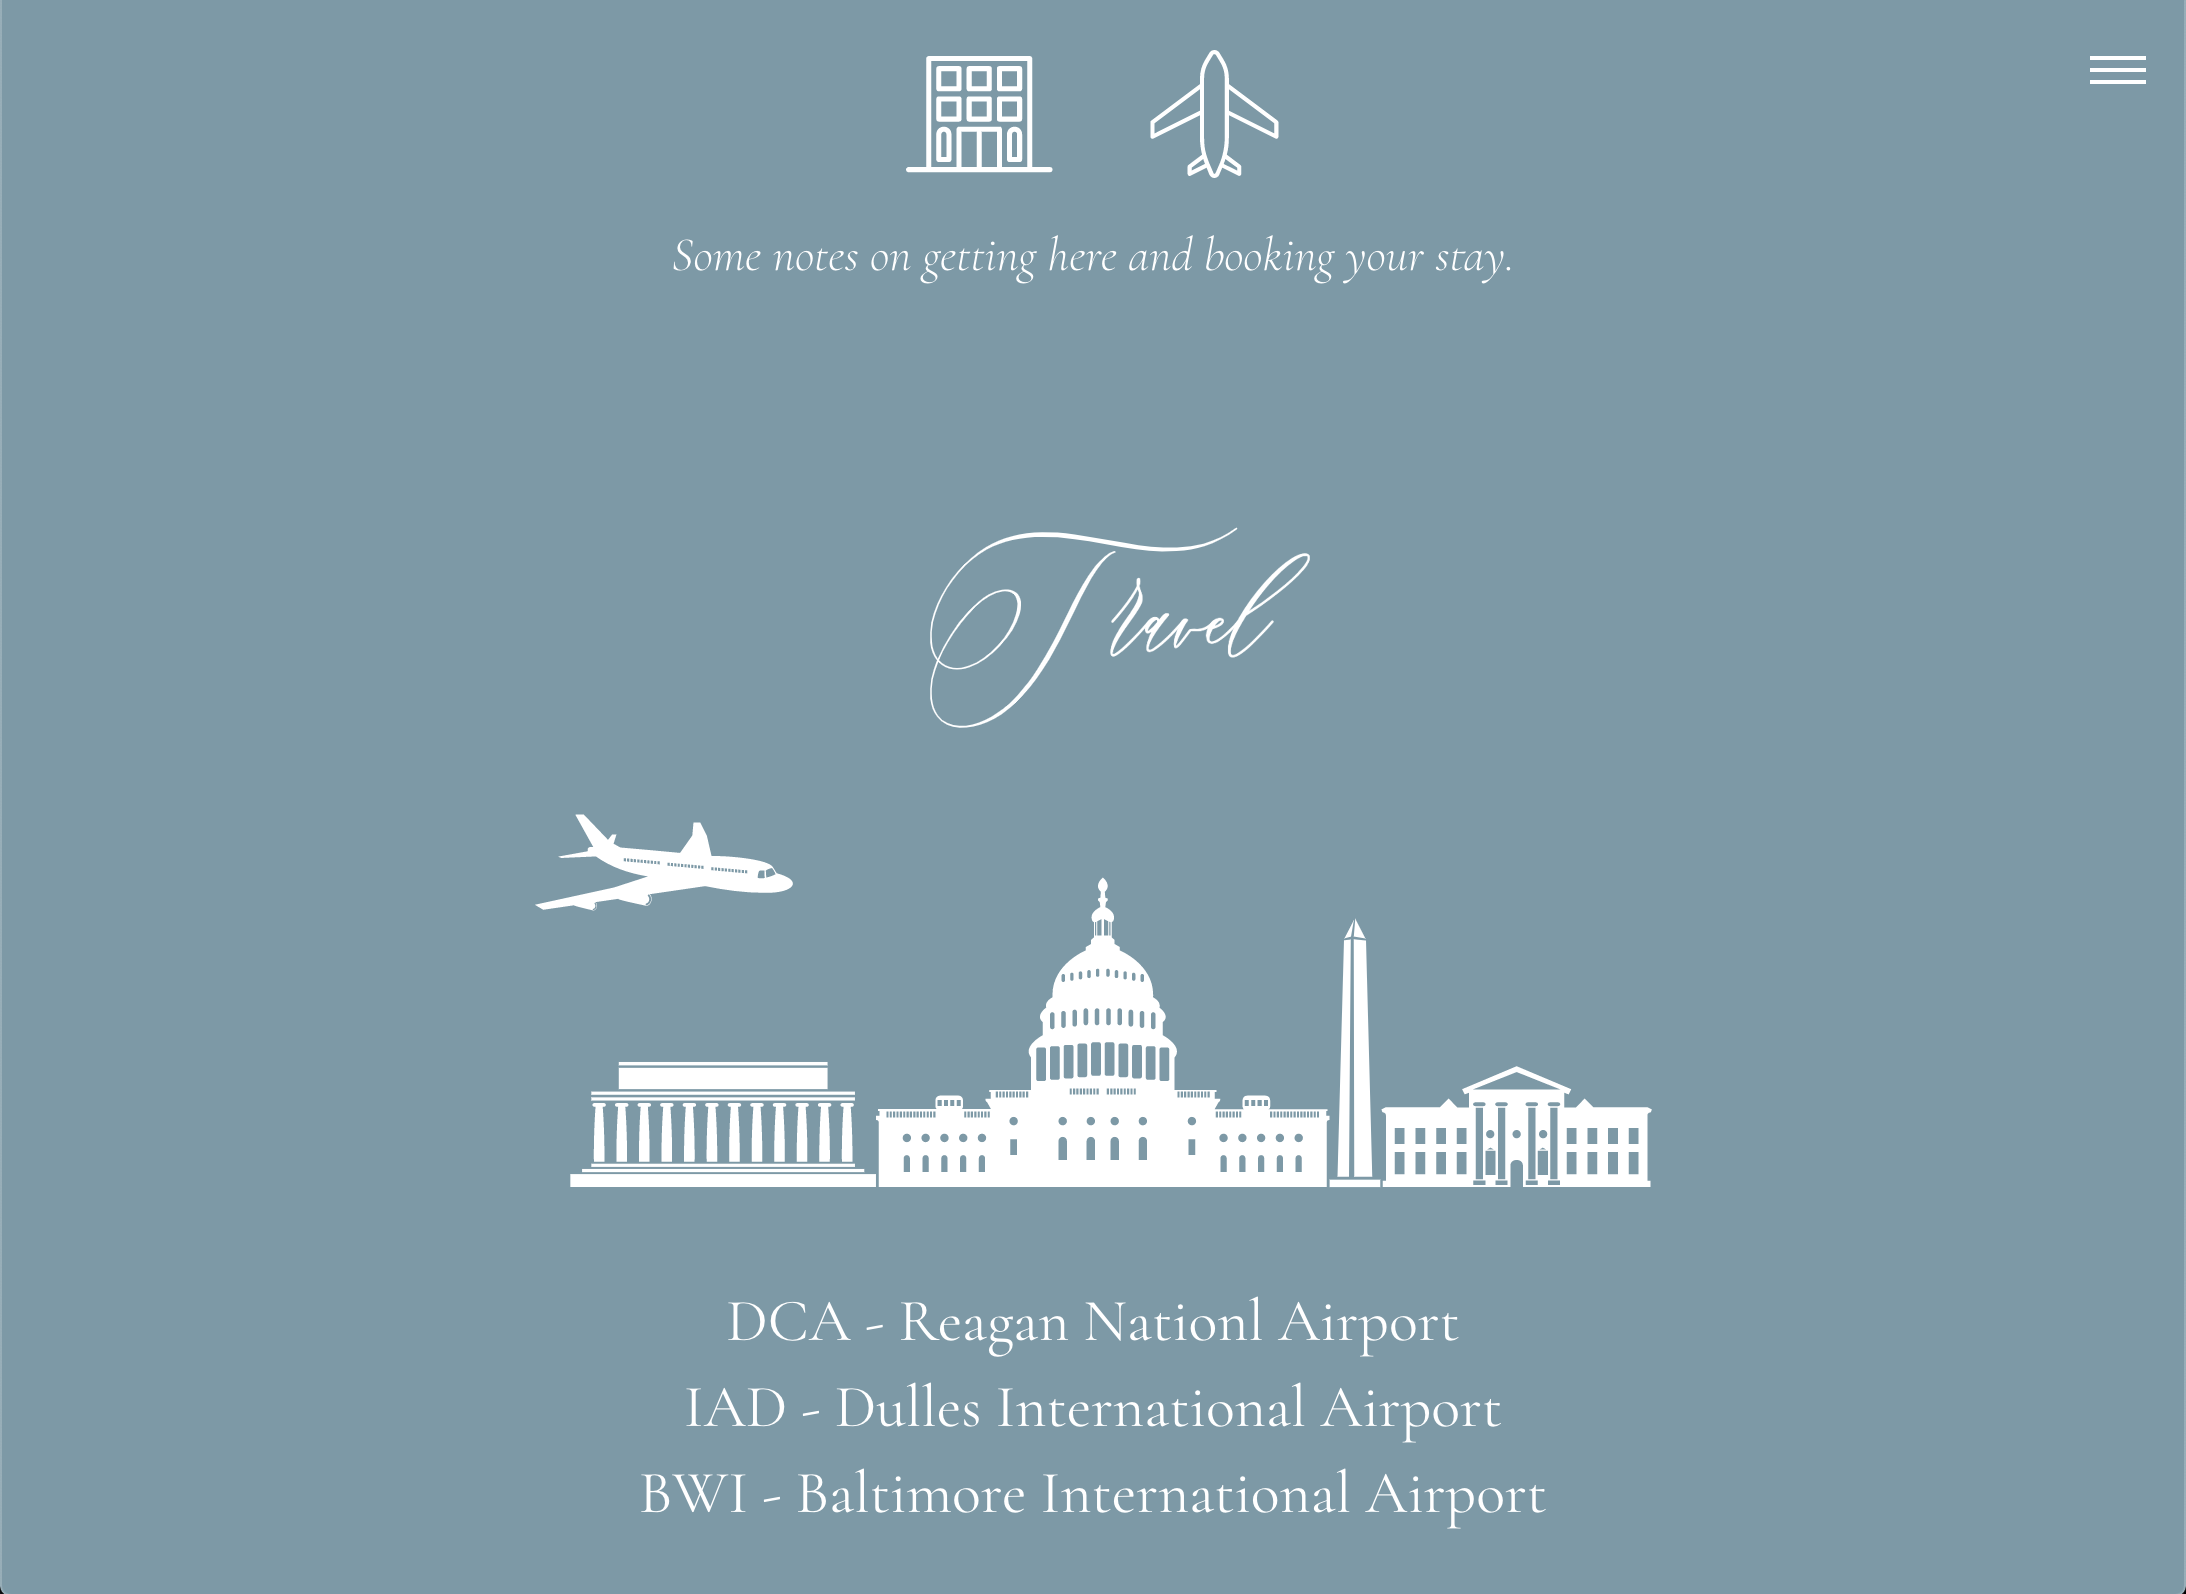 Some notes on getting here and booking your stay.
Travel
DCA - Reagan Nationl Airport
IAD - Dulles International Airport
BWI - Baltimore International Airport